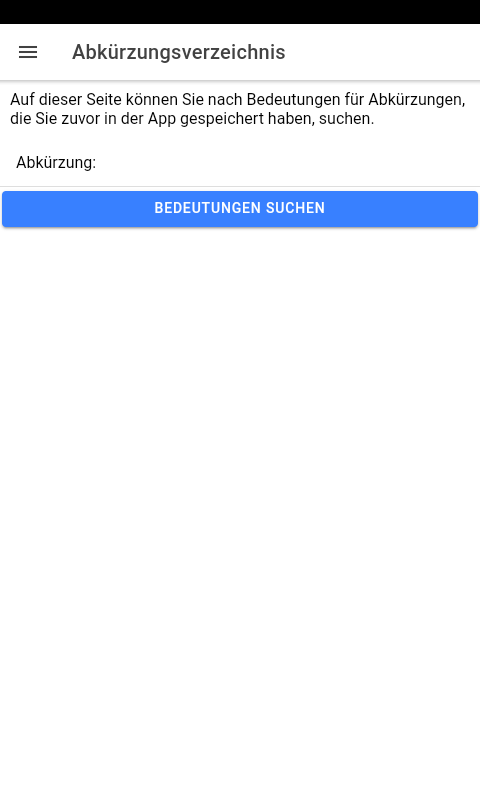 Abkürzungsverzeichnis
Auf dieser Seite können Sie nach Bedeutungen für Abkürzungen,
die Sie zuvor in der App gespeichert haben, suchen.
Abkürzung:
BEDEUTUNGEN SUCHEN